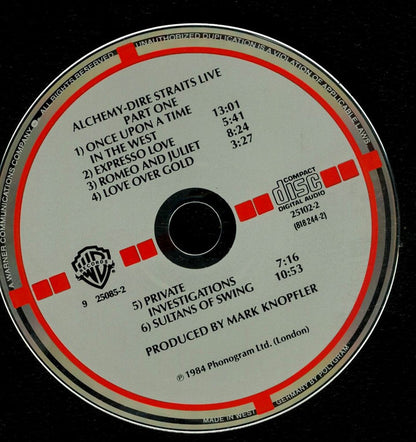 UNAUTHORIZED DUPLICATION IS A VIOLATION OF APPLICABLE LAWS
A WARNER COMMUNICATIONS COMPANY ALL RIGHTS RESERVED
ALCHEMY-DIRE STRAITS LIVE
PART ONE
1) ONCE UPON A TIME
IN THE WEST 13:01
2) EXPRESSO LOVE 5:41
3) ROMEO AND JULIET 8:24
4) LOVE OVER GOLD 3:27
COMPACT
disc
DIGITAL AUDIO
25102-2
(818 244-2)
WB
RECORDS
9 25085-2
5) PRIVATE
INVESTIGATIONS 7:16
6) SULTANS OF SWING 10:53
PRODUCED BY MARK KNOPFLER
℗ 1984 Phonogram Ltd. (London)
MADE IN WEST GERMANY BY POLYGRAM